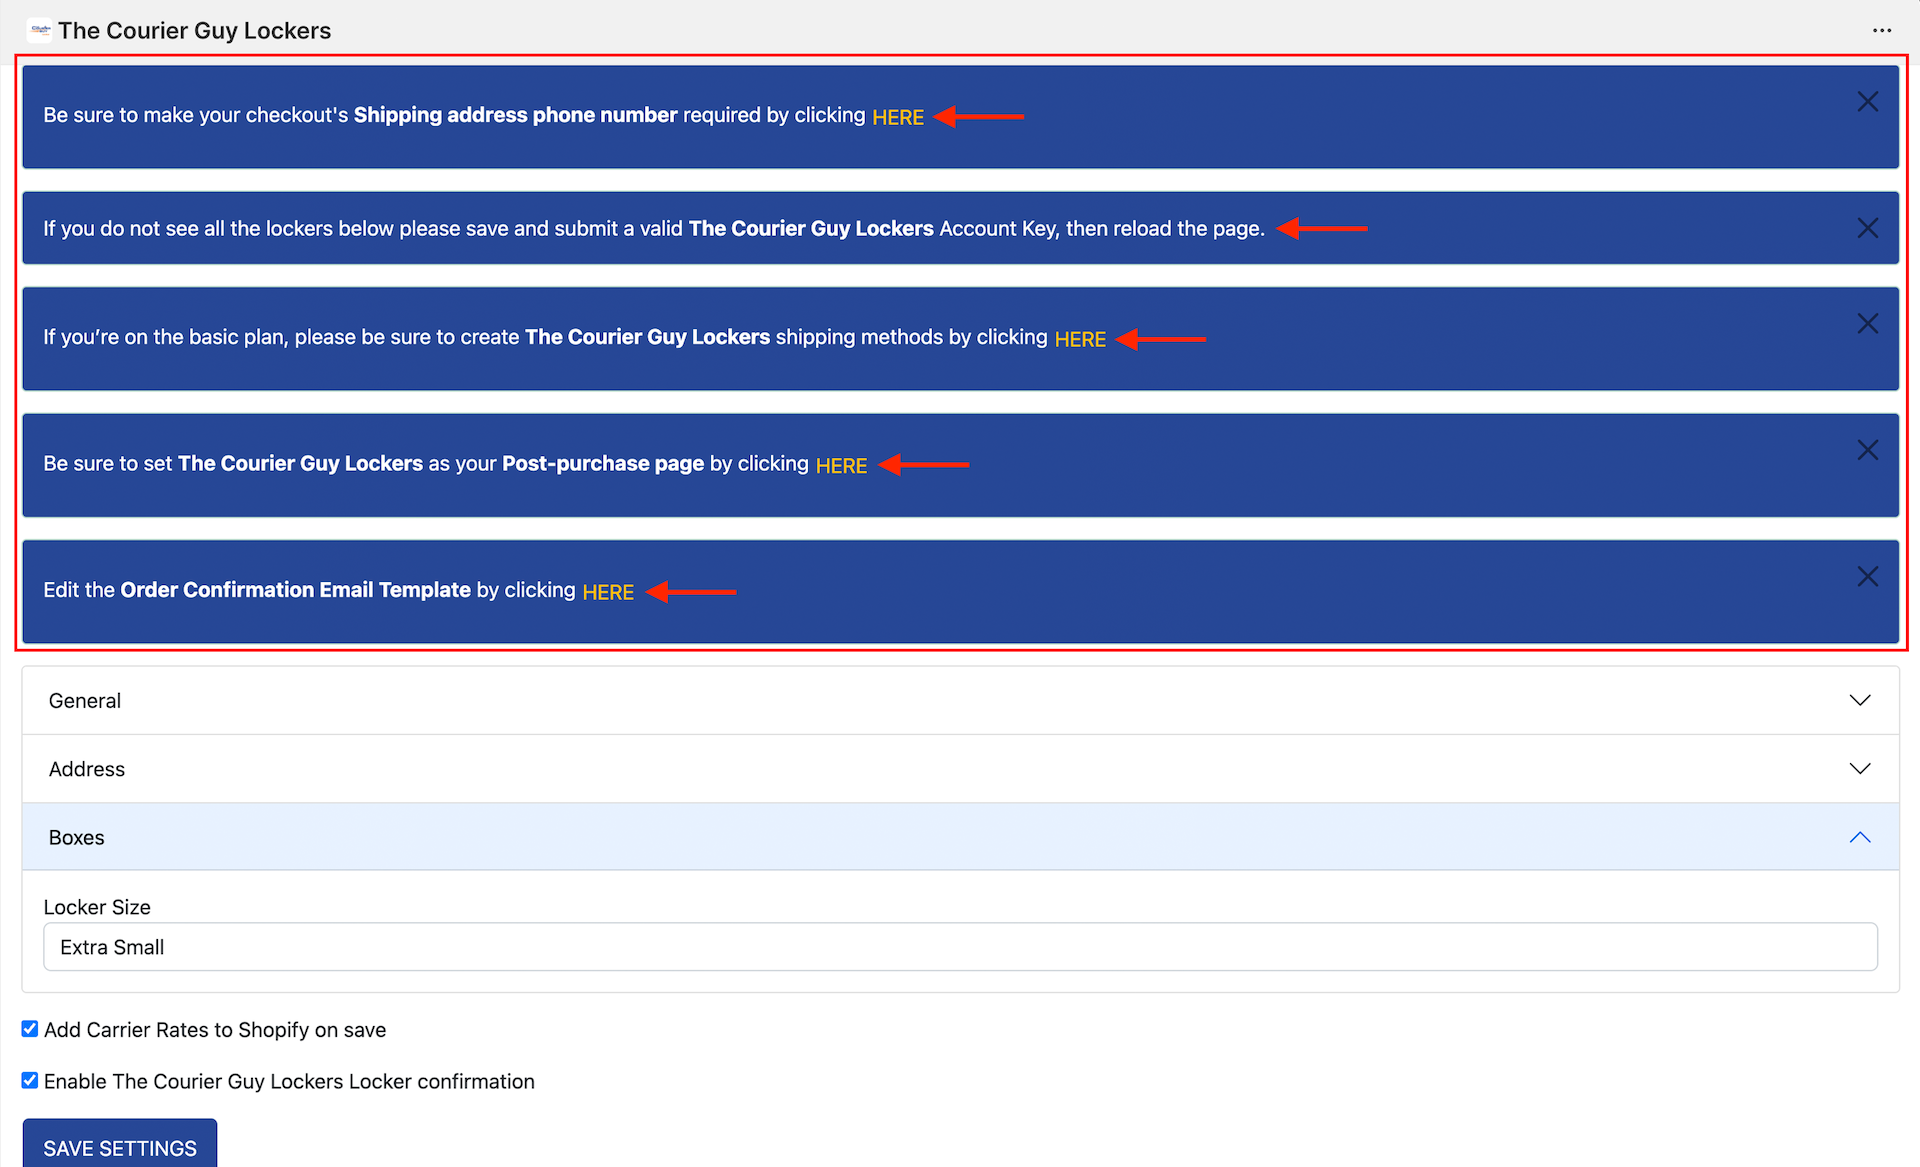 The Courier Guy Lockers
Be sure to make your checkout's Shipping address phone number required by clicking HERE
If you do not see all the lockers below please save and submit a valid The Courier Guy Lockers Account Key, then reload the page.
If you’re on the basic plan, please be sure to create The Courier Guy Lockers shipping methods by clicking HERE
Be sure to set The Courier Guy Lockers as your Post-purchase page by clicking HERE
Edit the Order Confirmation Email Template by clicking HERE
General
Address
Boxes
Locker Size
Extra Small
Add Carrier Rates to Shopify on save
Enable The Courier Guy Lockers Locker confirmation
SAVE SETTINGS